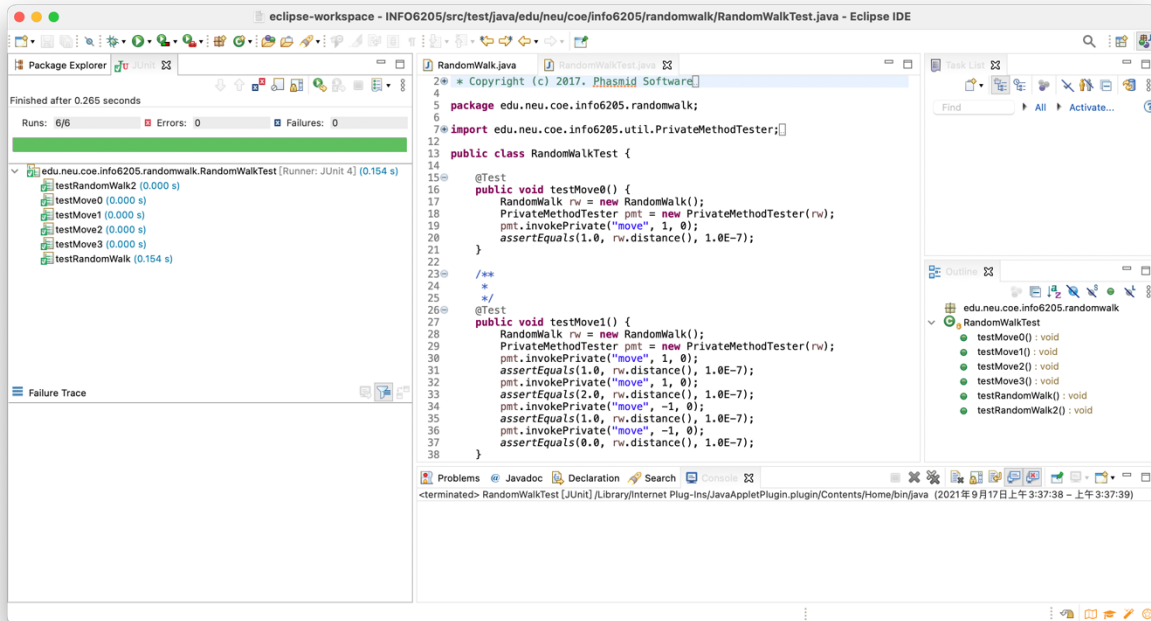 eclipse-workspace - INFO6205/src/test/java/edu/neu/coe/info6205/randomwalk/RandomWalkTest.java - Eclipse IDE
Package Explorer
JUnit
Finished after 0.265 seconds
Runs: 6/6
Errors: 0
Failures: 0
edu.neu.coe.info6205.randomwalk.RandomWalkTest [Runner: JUnit 4] (0.154 s)
testRandomWalk2 (0.000 s)
testMove0 (0.000 s)
testMove1 (0.000 s)
testMove2 (0.000 s)
testMove3 (0.000 s)
testRandomWalk (0.154 s)
Failure Trace
RandomWalk.java
RandomWalkTest.java
2 * Copyright (c) 2017. Phasmid Software
4
5 package edu.neu.coe.info6205.randomwalk;
6
7 import edu.neu.coe.info6205.util.PrivateMethodTester;
12
13 public class RandomWalkTest {
14
15 @Test
16 public void testMove0() {
17 RandomWalk rw = new RandomWalk();
18 PrivateMethodTester pmt = new PrivateMethodTester(rw);
19 pmt.invokePrivate("move", 1, 0);
20 assertEquals(1.0, rw.distance(), 1.0E-7);
21 }
22
23 /**
24 *
25 */
26 @Test
27 public void testMove1() {
28 RandomWalk rw = new RandomWalk();
29 PrivateMethodTester pmt = new PrivateMethodTester(rw);
30 pmt.invokePrivate("move", 1, 0);
31 assertEquals(1.0, rw.distance(), 1.0E-7);
32 pmt.invokePrivate("move", 1, 0);
33 assertEquals(2.0, rw.distance(), 1.0E-7);
34 pmt.invokePrivate("move", -1, 0);
35 assertEquals(1.0, rw.distance(), 1.0E-7);
36 pmt.invokePrivate("move", -1, 0);
37 assertEquals(0.0, rw.distance(), 1.0E-7);
38 }
Task List
Find
All
Activate...
Outline
edu.neu.coe.info6205.randomwalk
RandomWalkTest
testMove0() : void
testMove1() : void
testMove2() : void
testMove3() : void
testRandomWalk() : void
testRandomWalk2() : void
Problems
Javadoc
Declaration
Search
Console
<terminated> RandomWalkTest [JUnit] /Library/Internet Plug-Ins/JavaAppletPlugin.plugin/Contents/Home/bin/java (2021年9月17日上午3:37:38 – 上午3:37:39)